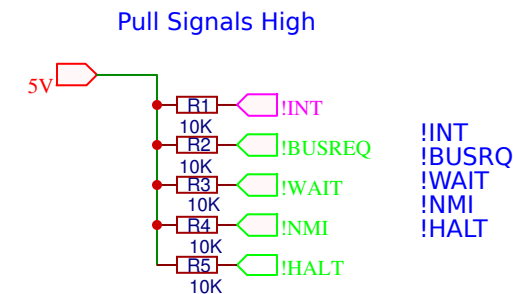 Pull Signals High
5V
R1
!INT
10K
R2
!BUSREQ
10K
R3
!WAIT
10K
R4
!NMI
10K
R5
!HALT
10K
!INT
!BUSRQ
!WAIT
!NMI
!HALT